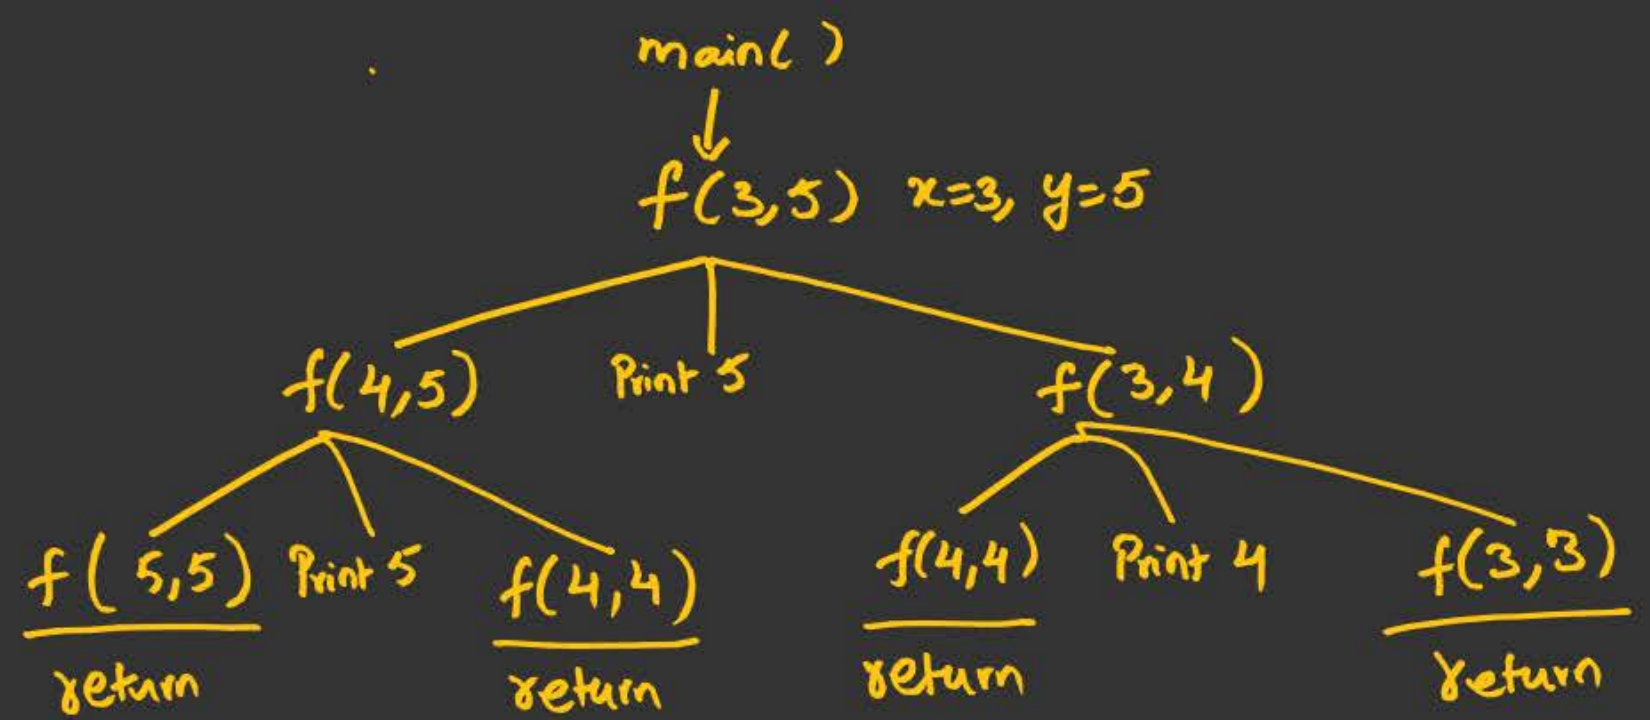 main( )
f(3,5) x=3, y=5
f(4,5) Print 5 f(3,4 )
f( 5,5) Print 5 f(4,4) f(4,4) Print 4 f(3,3)
return return return return